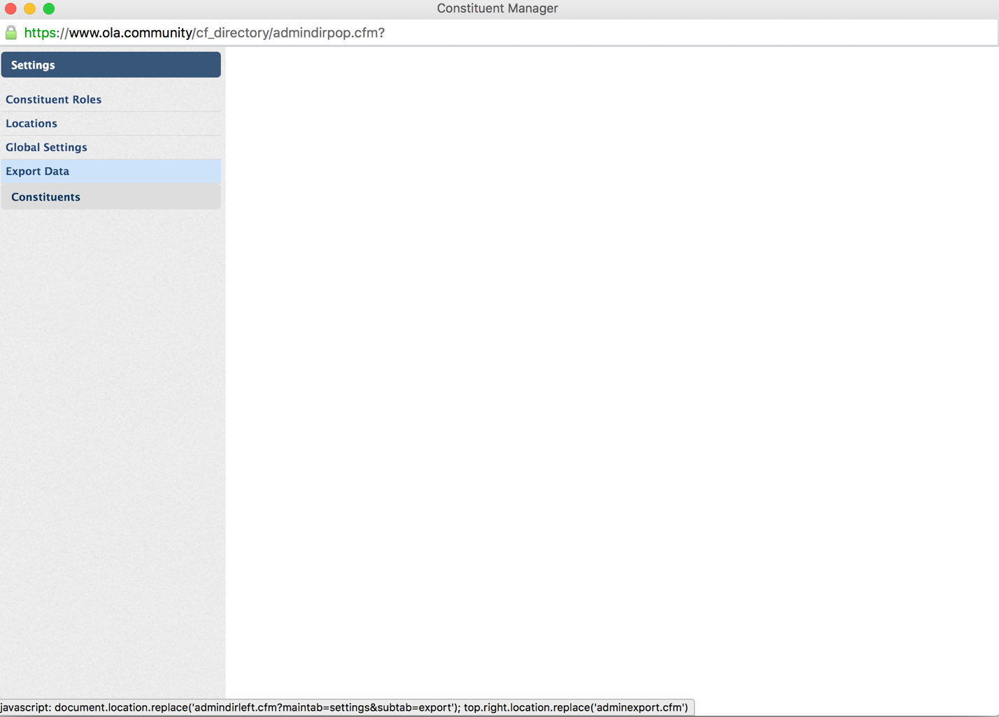 Constituent Manager
https://www.ola.community/cf_directory/admindirpop.cfm?
Settings
Constituent Roles
Locations
Global Settings
Export Data
Constituents
javascript: document.location.replace('admindirleft.cfm?maintab=settings&subtab=export'); top.right.location.replace('adminexport.cfm')